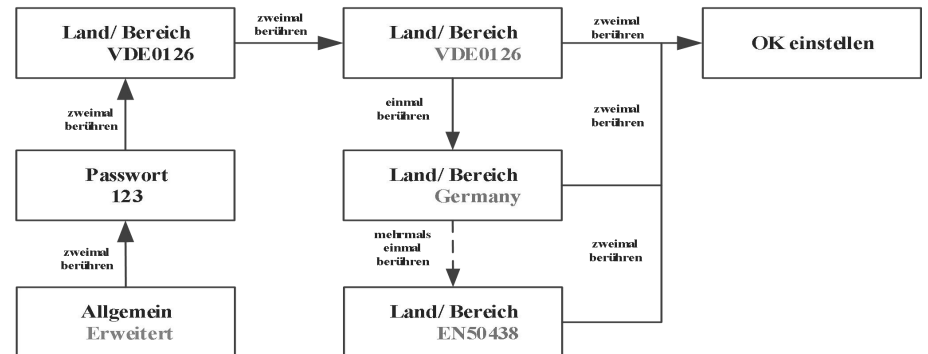 Land/ Bereich
VDE0126
zweimal
berühren
Land/ Bereich
VDE0126
zweimal
berühren
OK einstellen
zweimal
berühren
einmal
berühren
zweimal
berühren
Passwort
123
Land/ Bereich
Germany
zweimal
berühren
mehrmals
einmal
berühren
zweimal
berühren
Allgemein
Erweitert
Land/ Bereich
EN50438